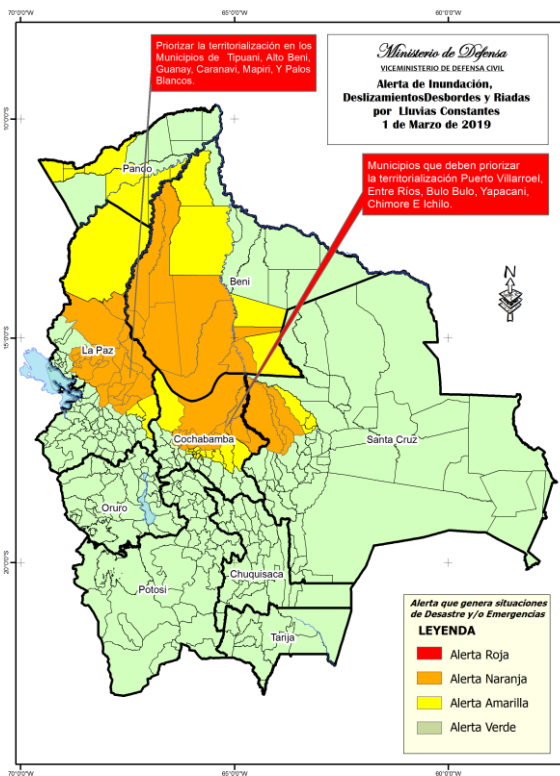 70°0'0"W
65°0'0"W
60°0'0"W
Priorizar la territorialización en los
Municipios de Tipuani, Alto Beni,
Guanay, Caranavi, Mapiri, Y Palos
Blancos.
Ministerio de Defensa
VICEMINISTERIO DE DEFENSA CIVIL
Alerta de Inundación,
DeslizamientosDesbordes y Riadas
por Lluvias Constantes
1 de Marzo de 2019
Municipios que deben priorizar
la territorialización Puerto Villarroel,
Entre Ríos, Bulo Bulo, Yapacani,
Chimore E Ichilo.
10°0'0"S
Pando
Beni
N
15°0'0"S
La Paz
Cochabamba
Santa Cruz
Oruro
20°0'0"S
Potosí
Chuquisaca
Tarija
Alerta que genera situaciones
de Desastre y/o Emergencias
LEYENDA
Alerta Roja
Alerta Naranja
Alerta Amarilla
Alerta Verde
70°0'0"W
65°0'0"W
60°0'0"W